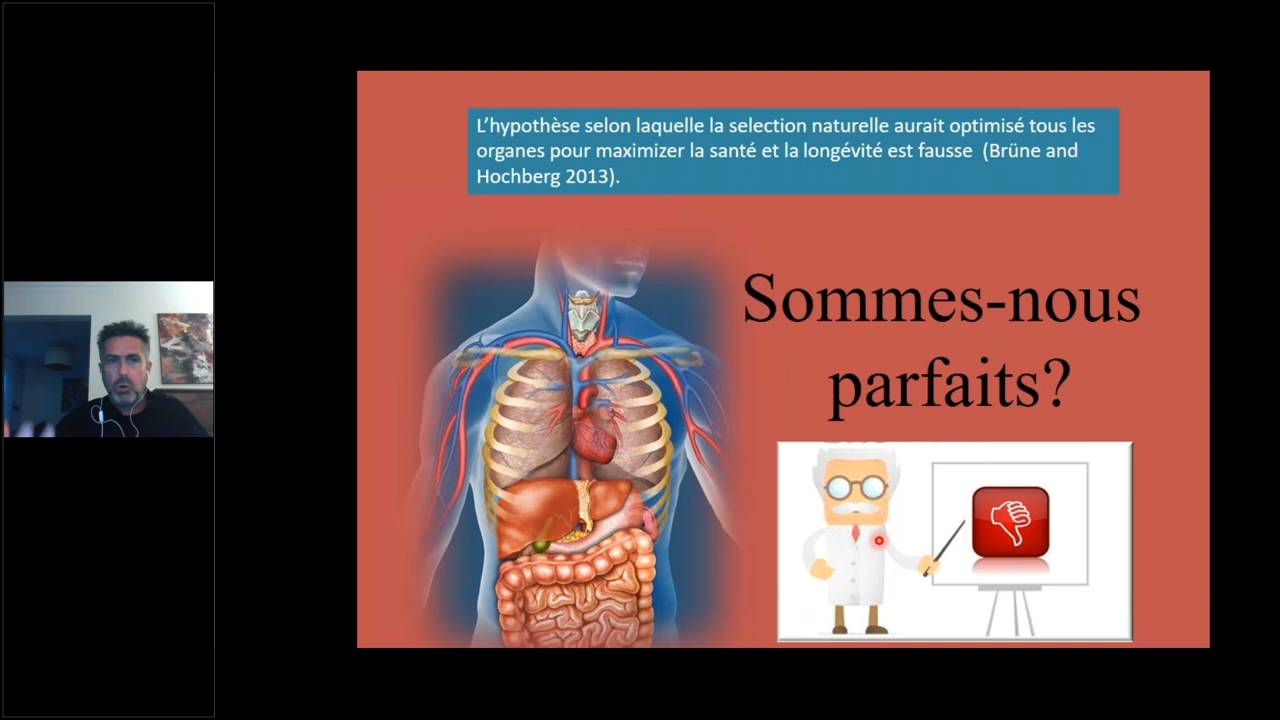 L’hypothèse selon laquelle la selection naturelle aurait optimisé tous les
organes pour maximizer la santé et la longévité est fausse  (Brüne and
Hochberg 2013).
Sommes-nous
parfaits?